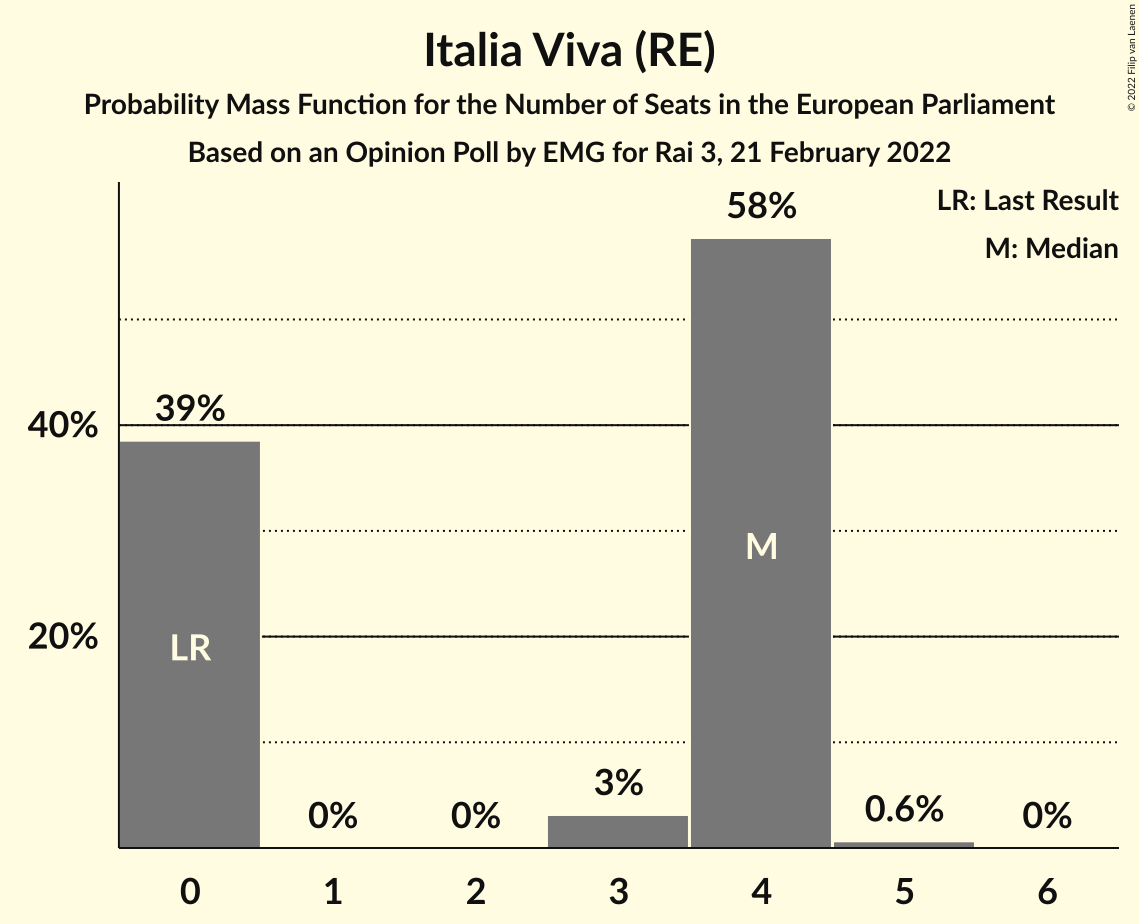 Italia Viva (RE)
Probability Mass Function for the Number of Seats in the European Parliament
Based on an Opinion Poll by EMG for Rai 3, 21 February 2022
© 2022 Filip van Laenen
LR: Last Result
M: Median
58%
39%
40%
M
20%
LR
3%
0%
0%
0.6%
0%
0
1
2
3
4
5
6